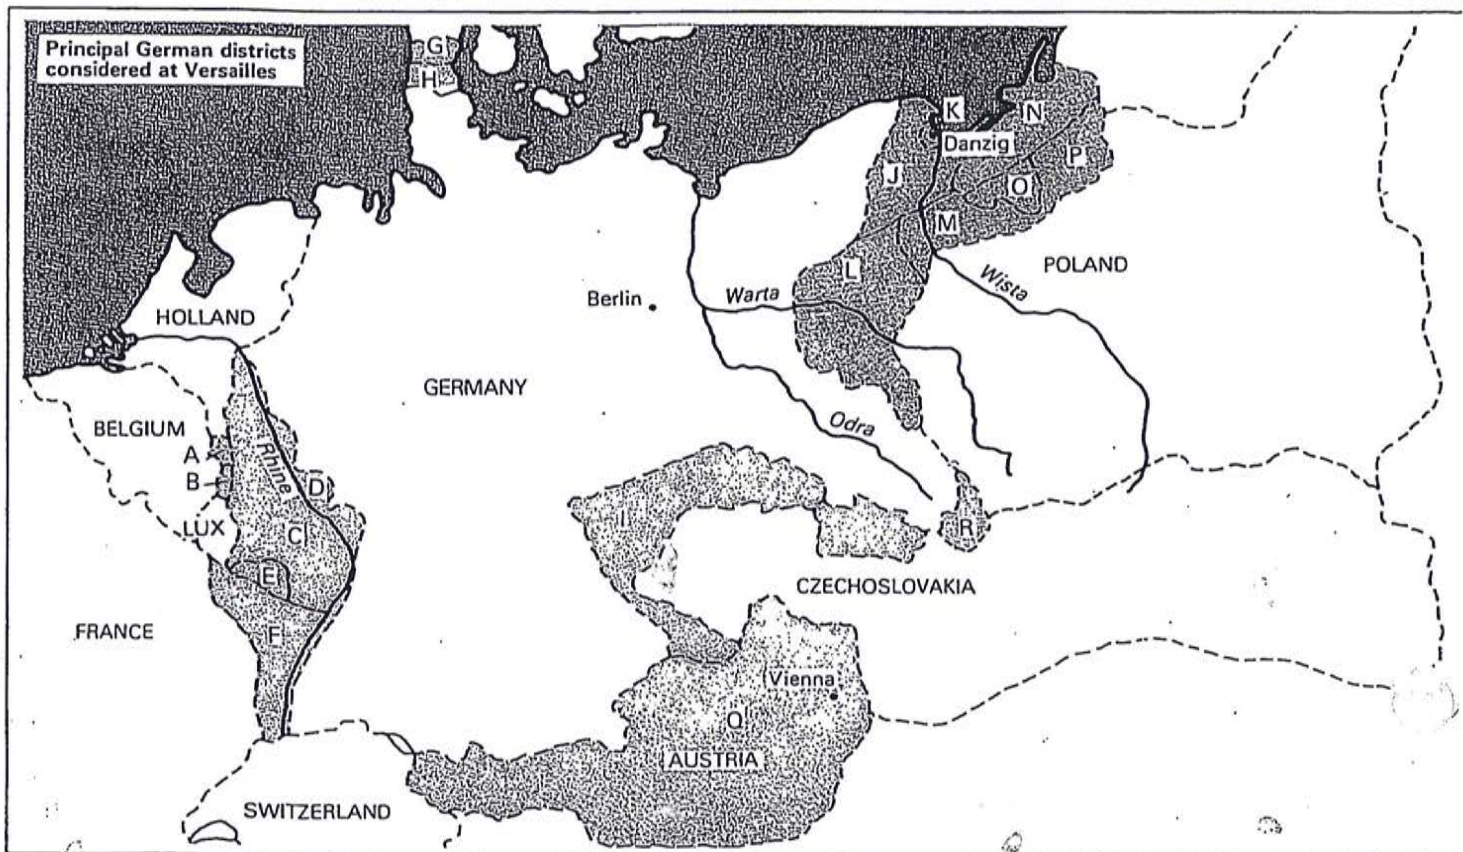 Principal German districts
considered at Versailles
G
H
K
N
Danzig
P
J
O
M
L
POLAND
Wista
Warta
Berlin
HOLLAND
GERMANY
BELGIUM
Odra
A
Rhine
B
D
I
LUX
C
R
E
CZECHOSLOVAKIA
FRANCE
F
Vienna
Q
AUSTRIA
SWITZERLAND